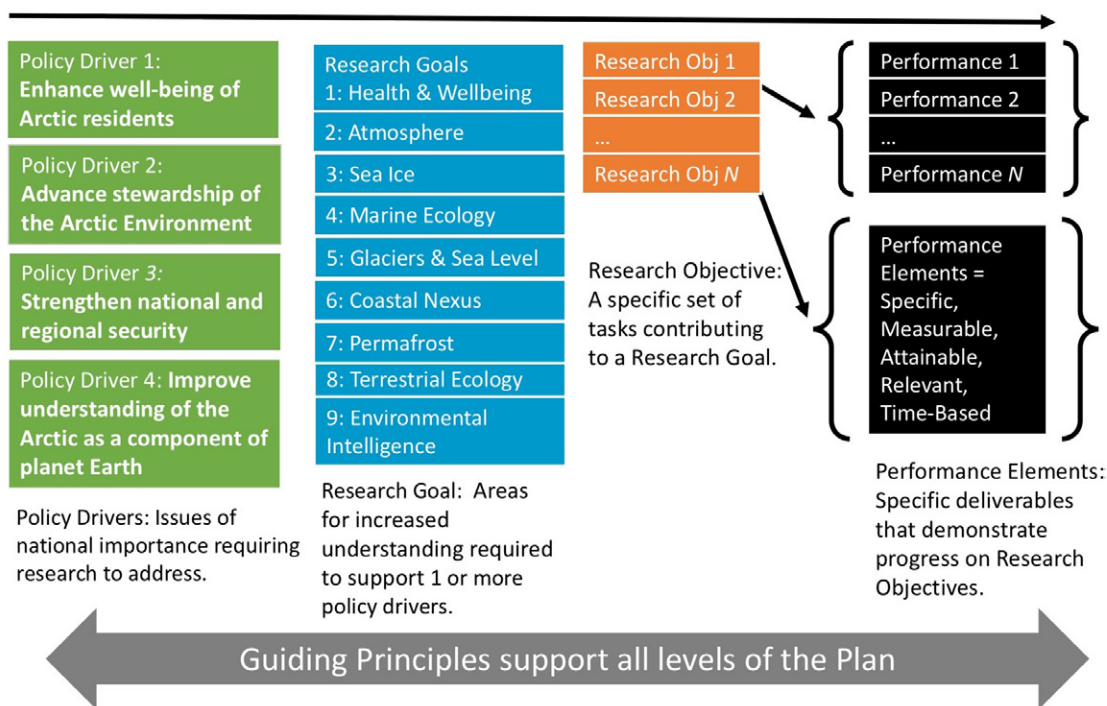 Policy Driver 1:
Enhance well-being of
Arctic residents
Policy Driver 2:
Advance stewardship of
the Arctic Environment
Policy Driver 3:
Strengthen national and
regional security
Policy Driver 4: Improve
understanding of the
Arctic as a component of
planet Earth
Policy Drivers: Issues of
national importance requiring
research to address.
Research Goals
1: Health & Wellbeing
2: Atmosphere
3: Sea Ice
4: Marine Ecology
5: Glaciers & Sea Level
6: Coastal Nexus
7: Permafrost
8: Terrestrial Ecology
9: Environmental
Intelligence
Research Goal:  Areas
for increased
understanding required
to support 1 or more
policy drivers.
Research Obj 1
Research Obj 2
...
Research Obj N
Research Objective:
A specific set of
tasks contributing
to a Research Goal.
Performance 1
Performance 2
...
Performance N
Performance
Elements =
Specific,
Measurable,
Attainable,
Relevant,
Time-Based
Performance Elements:
Specific deliverables
that demonstrate
progress on Research
Objectives.
Guiding Principles support all levels of the Plan